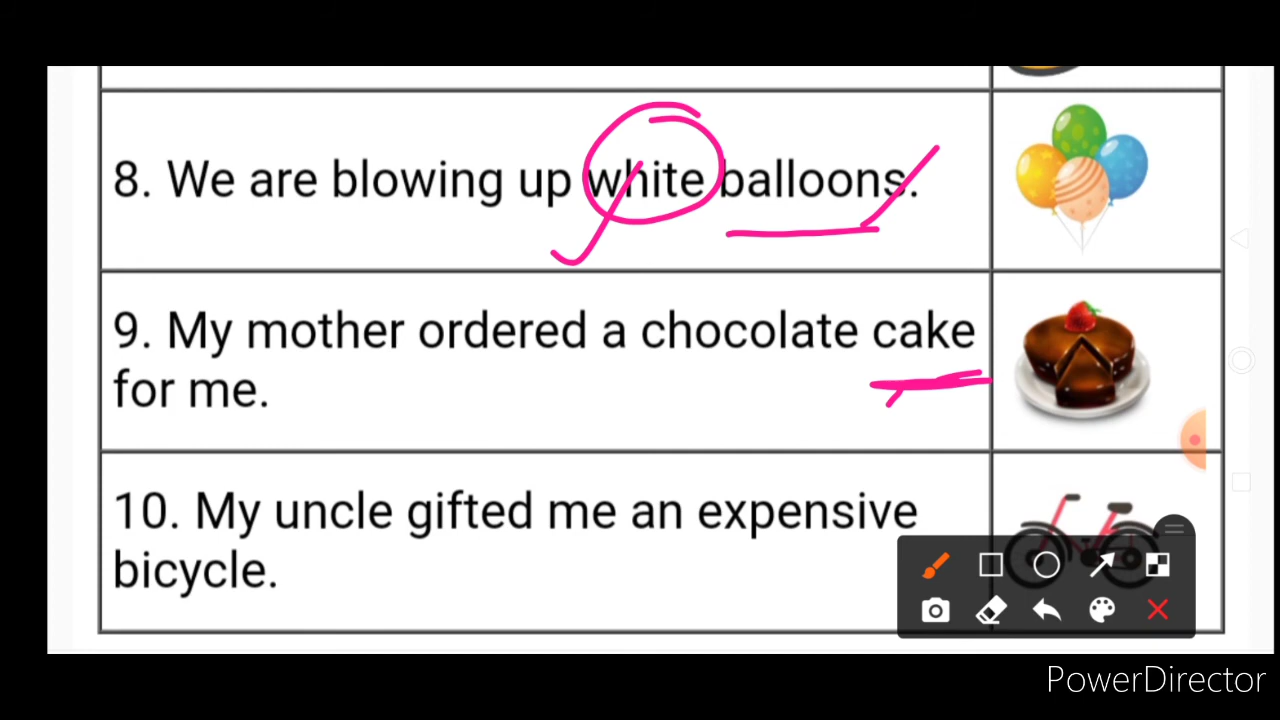 8. We are blowing up white balloons.
9. My mother ordered a chocolate cake
for me.
10. My uncle gifted me an expensive
bicycle.
PowerDirector